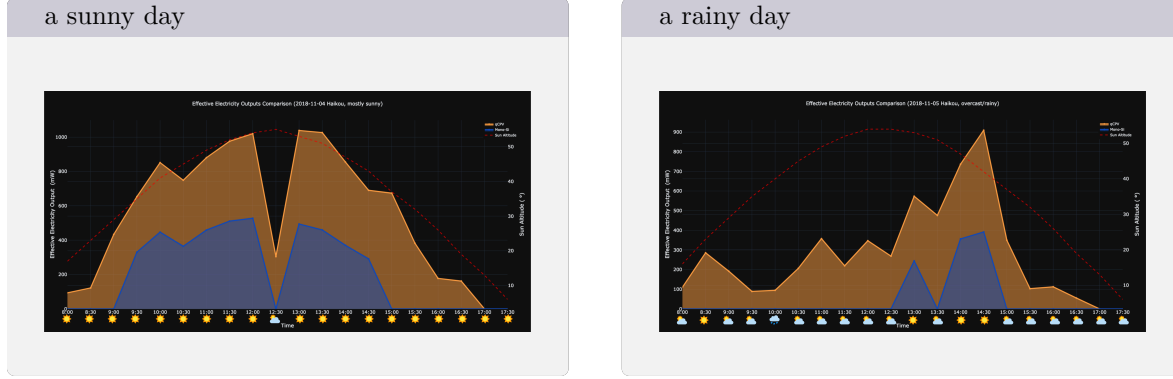 a sunny day
Effective Electricity Outputs Comparison (2018-11-04 Haikou, mostly sunny)
gCPV
Mono-Si
Sun Altitude
1000
800
600
400
200
0
Effective Electricity Output (mW)
50
40
30
20
10
Sun Altitude ( °)
8:00 8:30 9:00 9:30 10:00 10:30 11:00 11:30 12:00 12:30 13:00 13:30 14:00 14:30 15:00 15:30 16:00 16:30 17:00 17:30
Time
a rainy day
Effective Electricity Outputs Comparison (2018-11-05 Haikou, overcast/rainy)
gCPV
Mono-Si
Sun Altitude
900
800
700
600
500
400
300
200
100
0
Effective Electricity Output (mW)
50
40
30
20
10
Sun Altitude ( °)
8:00 8:30 9:00 9:30 10:00 10:30 11:00 11:30 12:00 12:30 13:00 13:30 14:00 14:30 15:00 15:30 16:00 16:30 17:00 17:30
Time